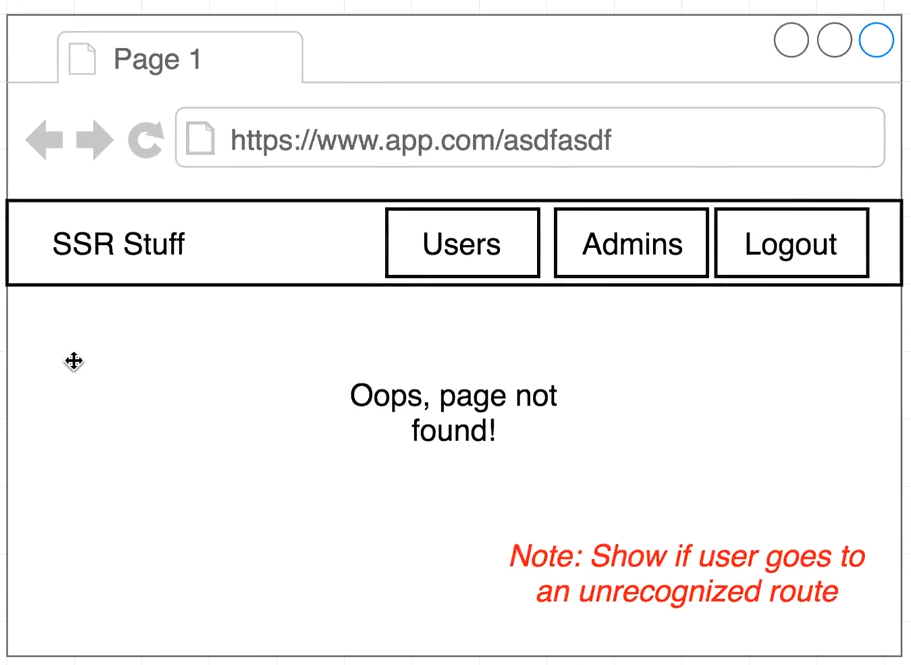 Page 1
https://www.app.com/asdfasdf
SSR Stuff
Users
Admins
Logout
Oops, page not
found!
Note: Show if user goes to
an unrecognized route